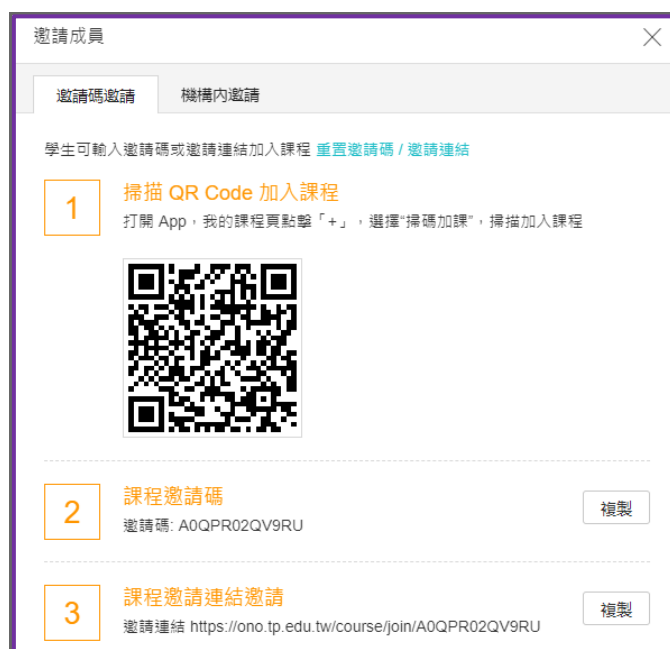 邀請成員
邀請碼邀請 機構內邀請
學生可輸入邀請碼或邀請連結加入課程 重置邀請碼 / 邀請連結
1
掃描 QR Code 加入課程
打開 App，我的課程頁點擊「+」，選擇“掃碼加課”，掃描加入課程
2
課程邀請碼
邀請碼: A0QPR02QV9RU
複製
3
課程邀請連結邀請
邀請連結 https://ono.tp.edu.tw/course/join/A0QPR02QV9RU
複製